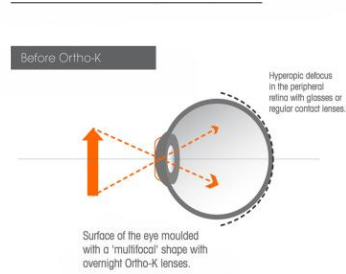 Before Ortho-K
Hyperopic defocus
in the peripheral
retina with glasses or
regular contact lenses.
Surface of the eye moulded
with a 'multifocal' shape with
overnight Ortho-K lenses.